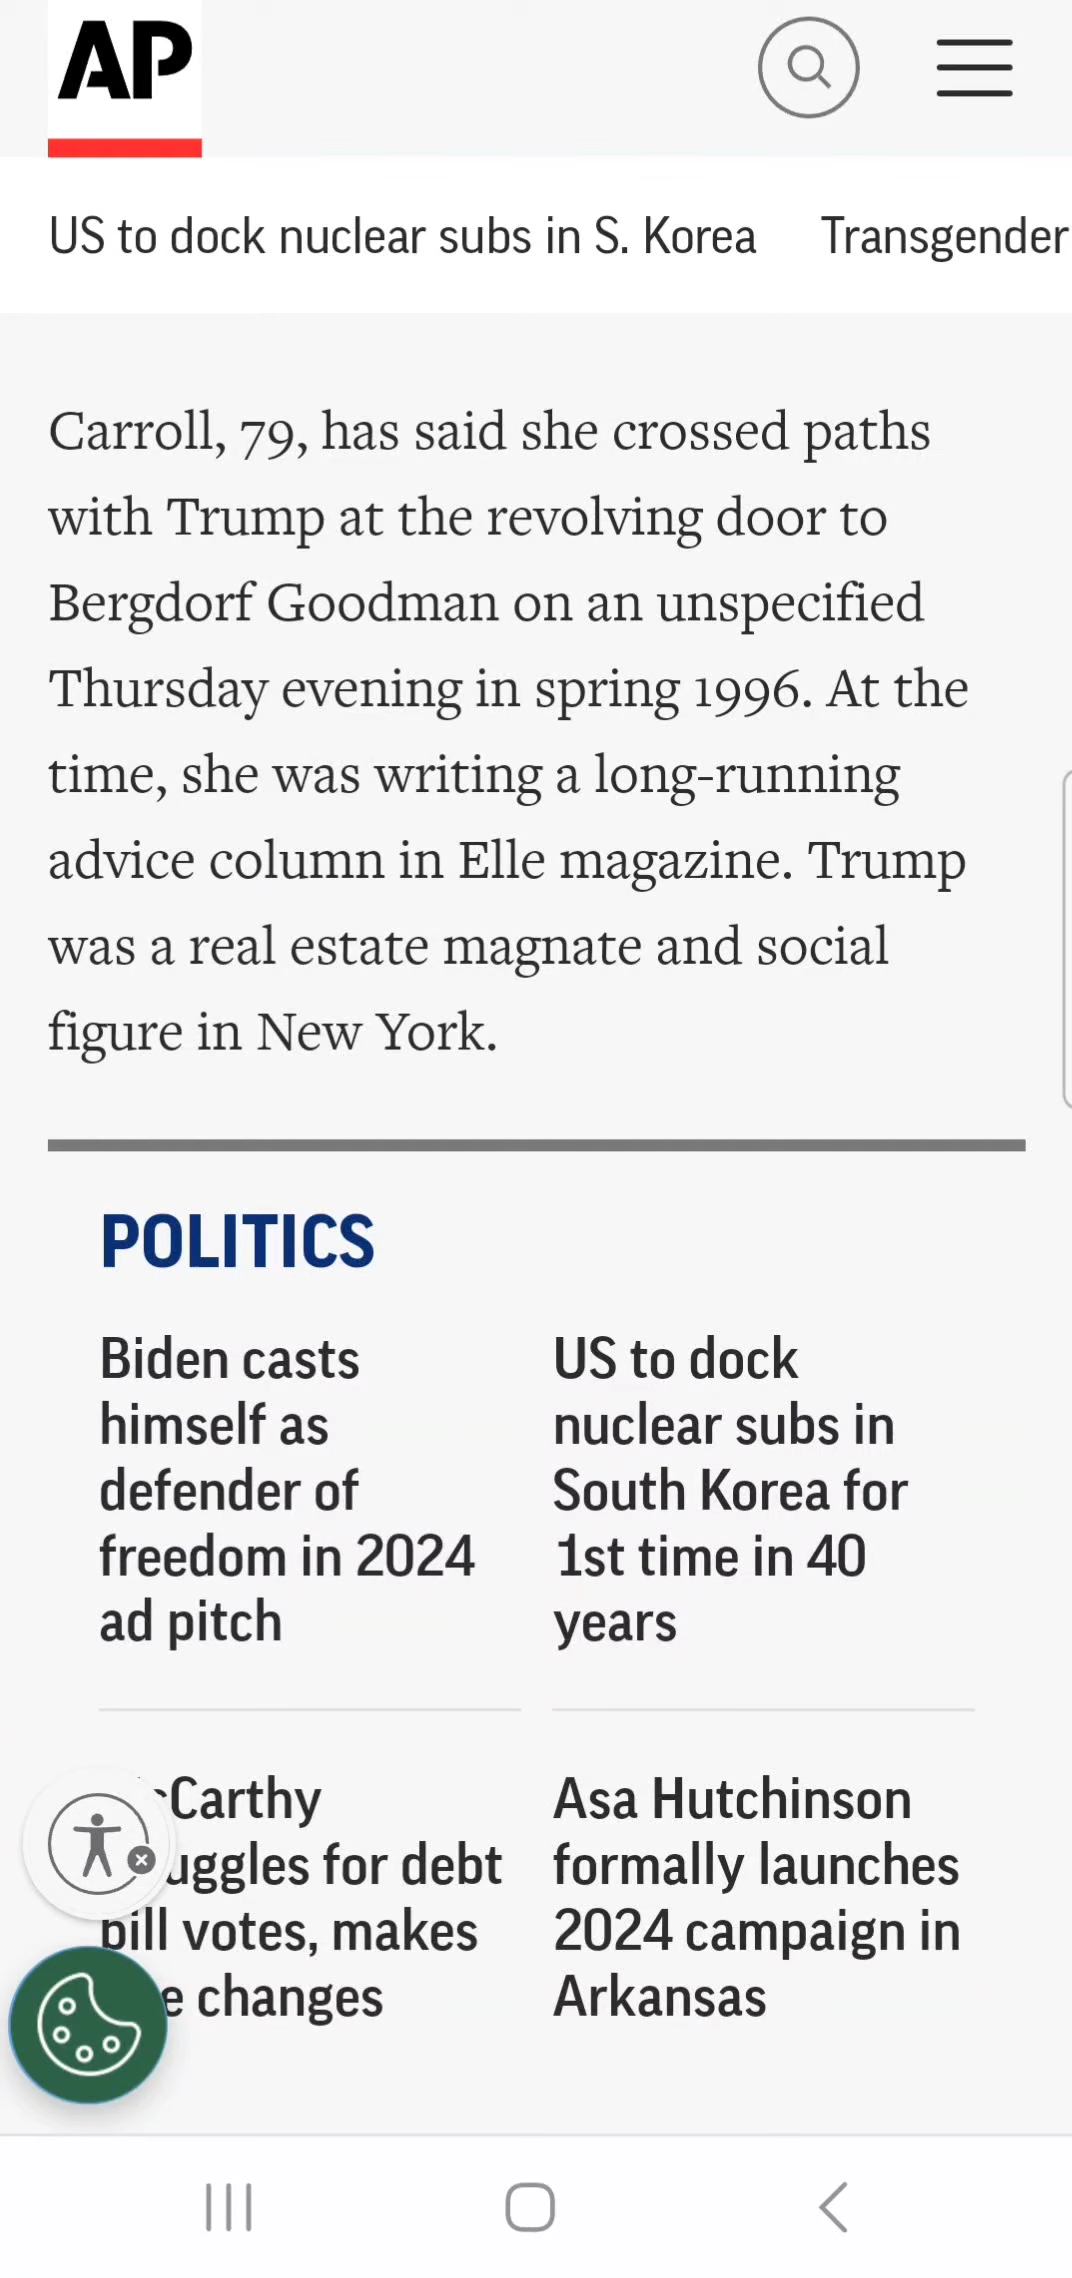 AP
US to dock nuclear subs in S. Korea Transgender
Carroll, 79, has said she crossed paths
with Trump at the revolving door to
Bergdorf Goodman on an unspecified
Thursday evening in spring 1996. At the
time, she was writing a long-running
advice column in Elle magazine. Trump
was a real estate magnate and social
figure in New York.
POLITICS
Biden casts
himself as
defender of
freedom in 2024
ad pitch
US to dock
nuclear subs in
South Korea for
1st time in 40
years
cCarthy
uggles for debt
bill votes, makes
e changes
Asa Hutchinson
formally launches
2024 campaign in
Arkansas